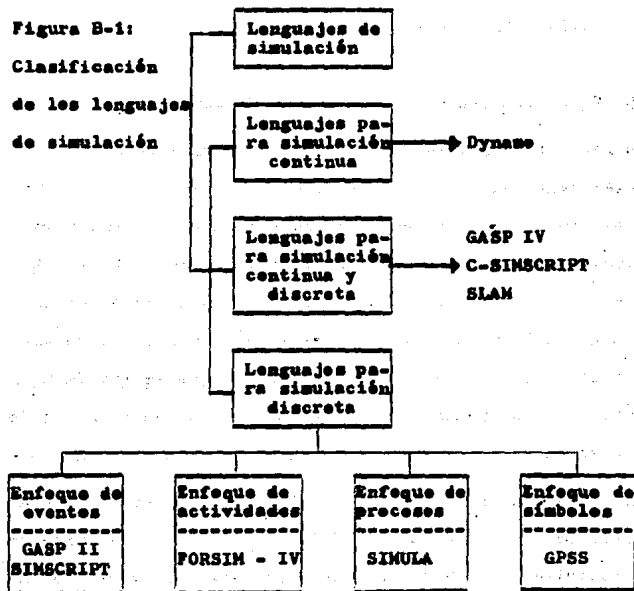 Figura B-1:
Clasificación
de los lenguajes
de simulación
Lenguajes de
simulación
Lenguajes pa-
ra simulación
continua
Dynamo
Lenguajes pa-
ra simulación
continua y
discreta
GASP IV
C-SIMSCRIPT
SLAM
Lenguajes pa-
ra simulación
discreta
Enfoque de
eventos
GASP II
SIMSCRIPT
Enfoque de
actividades
FORSIM - IV
Enfoque de
procesos
SIMULA
Enfoque de
símbolos
GPSS